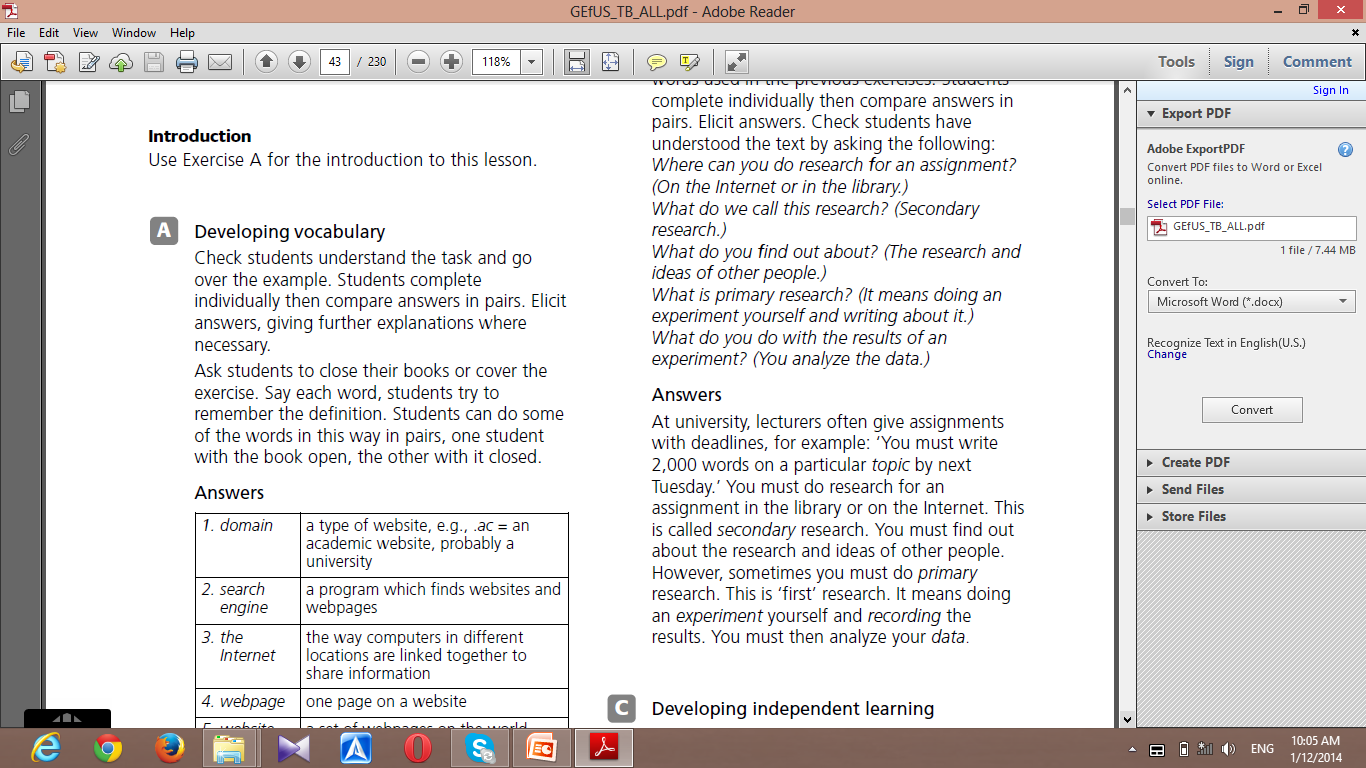 GEfUS_TB_ALL.pdf - Adobe Reader
File Edit View Window Help
43 / 230
118%
Tools Sign Comment
Introduction
Use Exercise A for the introduction to this lesson.
A Developing vocabulary
Check students understand the task and go
over the example. Students complete
individually then compare answers in pairs. Elicit
answers, giving further explanations where
necessary.
Ask students to close their books or cover the
exercise. Say each word, students try to
remember the definition. Students can do some
of the words in this way in pairs, one student
with the book open, the other with it closed.
Answers
1. domain a type of website, e.g., .ac = an
academic website, probably a
university
2. search a program which finds websites and
engine webpages
3. the the way computers in different
Internet locations are linked together to
share information
4. webpage one page on a website
5. website a set of webpages on the world
words used in the previous exercises. Students
complete individually then compare answers in
pairs. Elicit answers. Check students have
understood the text by asking the following:
Where can you do research for an assignment?
(On the Internet or in the library.)
What do we call this research? (Secondary
research.)
What do you find out about? (The research and
ideas of other people.)
What is primary research? (It means doing an
experiment yourself and writing about it.)
What do you do with the results of an
experiment? (You analyze the data.)
Answers
At university, lecturers often give assignments
with deadlines, for example: ‘You must write
2,000 words on a particular topic by next
Tuesday.’ You must do research for an
assignment in the library or on the Internet. This
is called secondary research. You must find out
about the research and ideas of other people.
However, sometimes you must do primary
research. This is ‘first’ research. It means doing
an experiment yourself and recording the
results. You must then analyze your data.
C Developing independent learning
Sign In
Export PDF
Adobe ExportPDF
Convert PDF files to Word or Excel
online.
Select PDF File:
GEfUS_TB_ALL.pdf
1 file / 7.44 MB
Convert To:
Microsoft Word (*.docx)
Recognize Text in English(U.S.)
Change
Convert
Create PDF
Send Files
Store Files
ENG
10:05 AM
1/12/2014